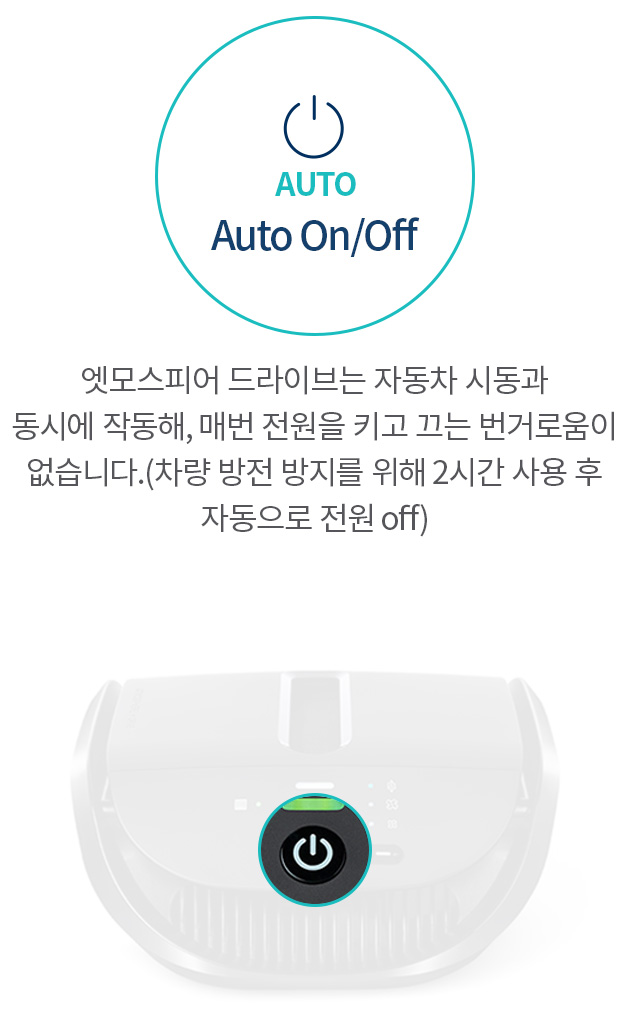 AUTO
Auto On/Off
엣모스피어 드라이브는 자동차 시동과
동시에 작동해, 매번 전원을 키고 끄는 번거로움이
없습니다.(차량 방전 방지를 위해 2시간 사용 후
자동으로 전원 off)